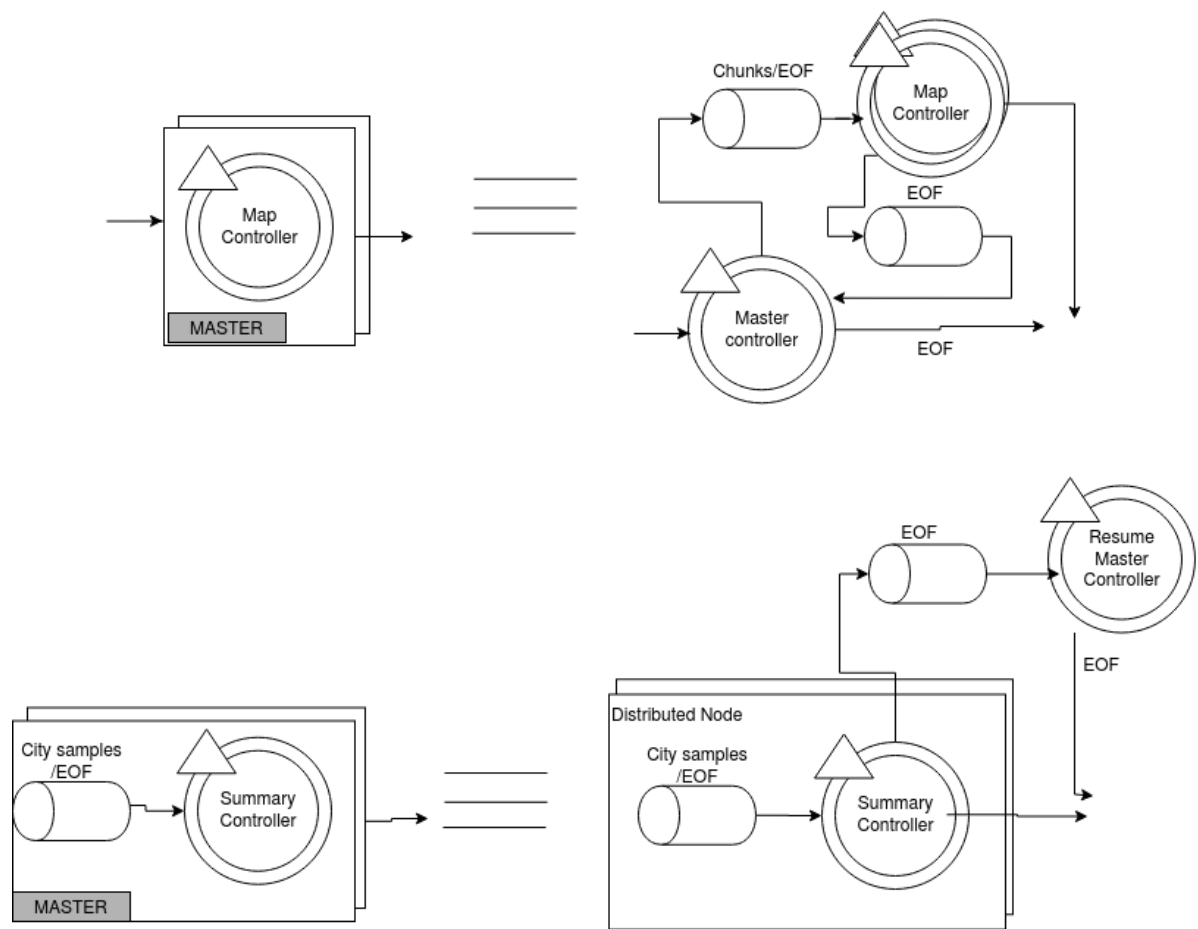 Map
Controller
MASTER
Chunks/EOF
Map
Controller
EOF
Master
controller
EOF
City samples
/EOF
Summary
Controller
MASTER
EOF
Resume
Master
Controller
EOF
Distributed Node
City samples
/EOF
Summary
Controller